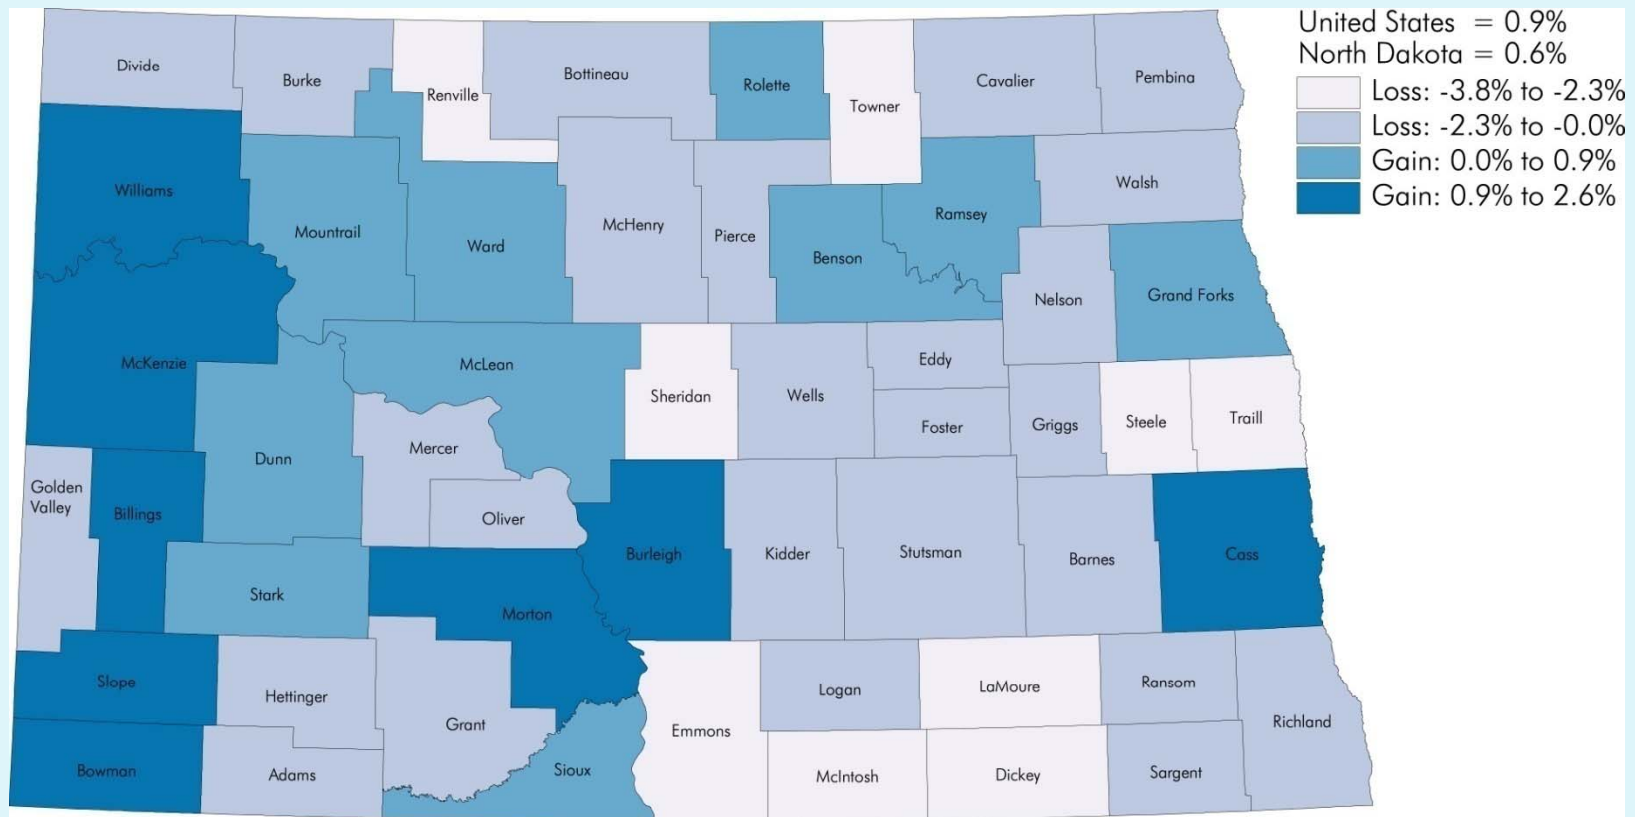 United States = 0.9%
North Dakota = 0.6%
Loss: -3.8% to -2.3%
Loss: -2.3% to -0.0%
Gain: 0.0% to 0.9%
Gain: 0.9% to 2.6%
Divide
Burke
Renville
Bottineau
Rolette
Towner
Cavalier
Pembina
Williams
Mountrail
Ward
McHenry
Pierce
Benson
Ramsey
Walsh
Nelson
Grand Forks
McKenzie
McLean
Sheridan
Wells
Eddy
Foster
Griggs
Steele
Traill
Golden
Valley
Billings
Dunn
Mercer
Oliver
Burleigh
Kidder
Stutsman
Barnes
Cass
Stark
Morton
Slope
Hettinger
Grant
Emmons
Logan
LaMoure
Ransom
Richland
Bowman
Adams
Sioux
McIntosh
Dickey
Sargent